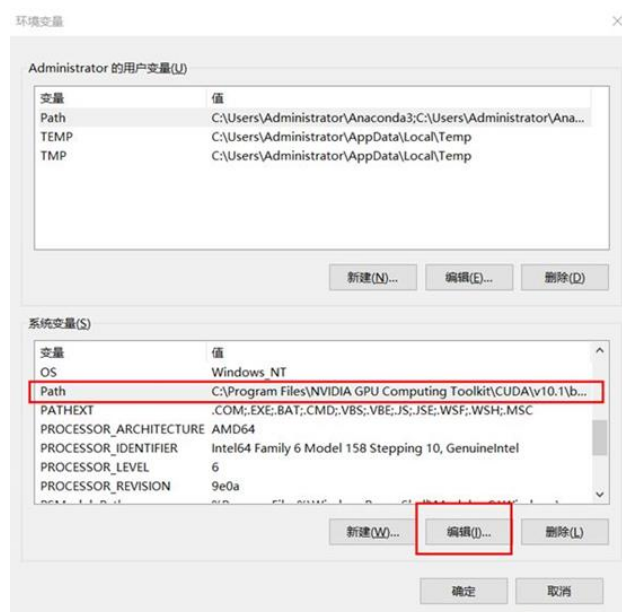 环境变量
Administrator 的用户变量(U)
变量 值
Path C:\Users\Administrator\Anaconda3;C:\Users\Administrator\Ana...
TEMP C:\Users\Administrator\AppData\Local\Temp
TMP C:\Users\Administrator\AppData\Local\Temp
新建(N)... 编辑(E)... 删除(D)
系统变量(S)
变量 值
OS Windows_NT
Path C:\Program Files\NVIDIA GPU Computing Toolkit\CUDA\v10.1\b...
PATHEXT .COM;.EXE;.BAT;.CMD;.VBS;.VBE;.JS;.JSE;.WSF;.WSH;.MSC
PROCESSOR_ARCHITECTURE AMD64
PROCESSOR_IDENTIFIER Intel64 Family 6 Model 158 Stepping 10, GenuineIntel
PROCESSOR_LEVEL 6
PROCESSOR_REVISION 9e0a
新建(W)... 编辑(I)... 删除(L)
确定 取消